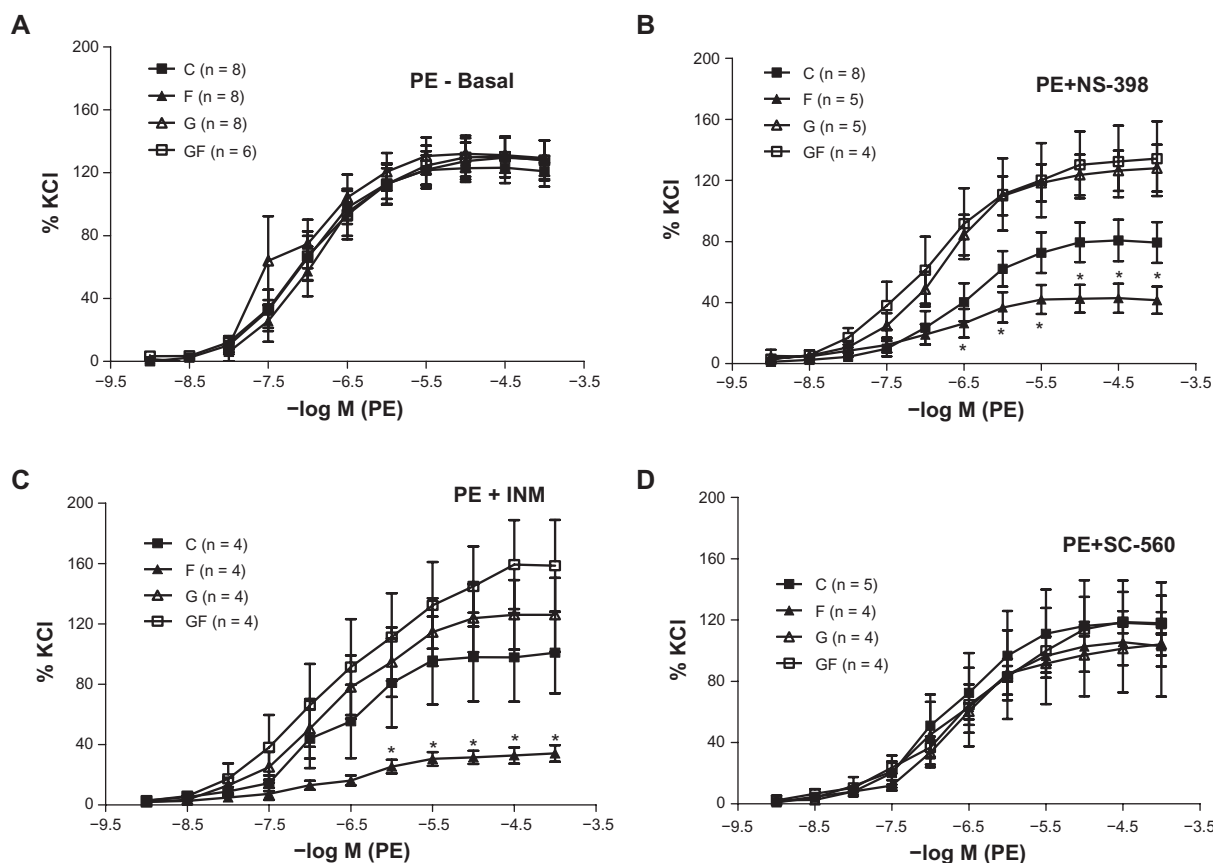 A
200
160
120
80
40
0
% KCl
C (n = 8)
F (n = 8)
G (n = 8)
GF (n = 6)
PE - Basal
−9.5 −8.5 −7.5 −6.5 −5.5 −4.5 −3.5
−log M (PE)
B
200
160
120
80
40
0
% KCl
C (n = 8)
F (n = 5)
G (n = 5)
GF (n = 4)
PE+NS-398
* * *
* * *
−9.5 −8.5 −7.5 −6.5 −5.5 −4.5 −3.5
−log M (PE)
C
200
160
120
80
40
0
% KCl
C (n = 4)
F (n = 4)
G (n = 4)
GF (n = 4)
PE + INM
* * * * *
−9.5 −8.5 −7.5 −6.5 −5.5 −4.5 −3.5
−log M (PE)
D
200
160
120
80
40
0
% KCl
C (n = 5)
F (n = 4)
G (n = 4)
GF (n = 4)
PE+SC-560
−9.5 −8.5 −7.5 −6.5 −5.5 −4.5 −3.5
−log M (PE)